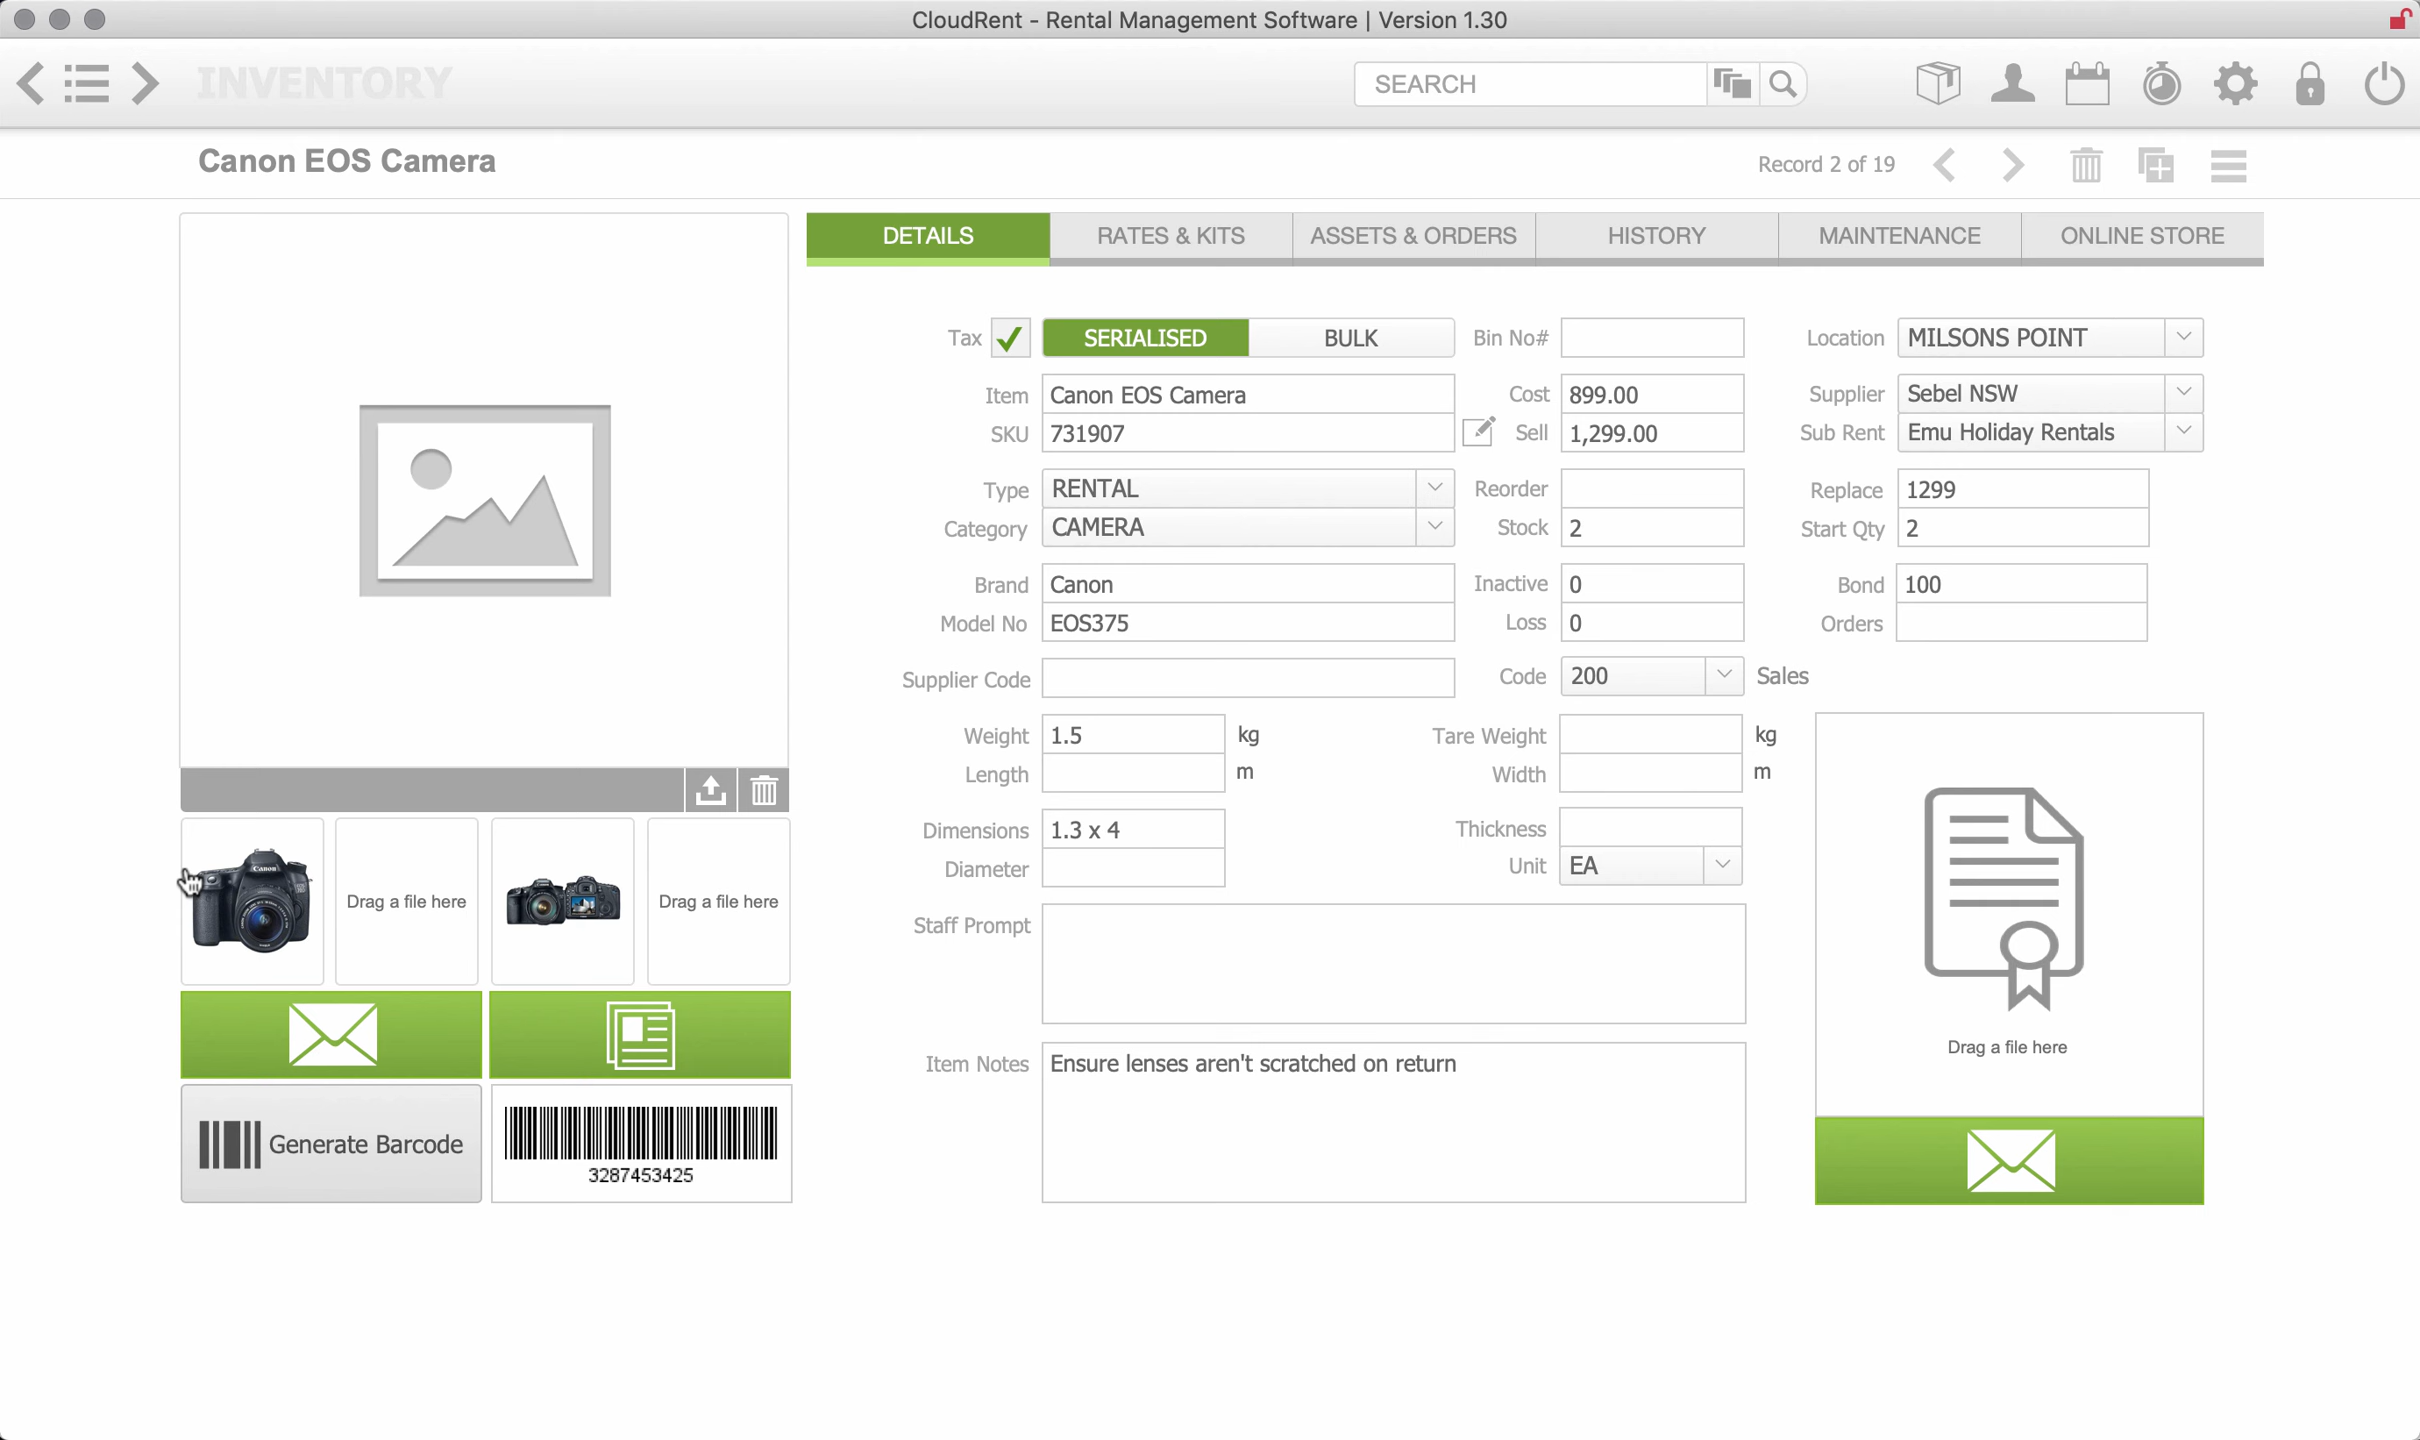 CloudRent - Rental Management Software | Version 1.30
INVENTORY
SEARCH
Canon EOS Camera
Record 2 of 19
DETAILS
RATES & KITS
ASSETS & ORDERS
HISTORY
MAINTENANCE
ONLINE STORE
Tax
SERIALISED
BULK
Bin No#
Location
MILSONS POINT
Item
Canon EOS Camera
Cost
899.00
Supplier
Sebel NSW
SKU
731907
Sell
1,299.00
Sub Rent
Emu Holiday Rentals
Type
RENTAL
Reorder
Replace
1299
Category
CAMERA
Stock
2
Start Qty
2
Brand
Canon
Inactive
0
Bond
100
Model No
EOS375
Loss
0
Orders
Supplier Code
Code
200
Sales
Weight
1.5
kg
Tare Weight
kg
Length
m
Width
m
Dimensions
1.3 x 4
Thickness
Diameter
Unit
EA
Canon
Drag a file here
Drag a file here
Staff Prompt
Item Notes
Ensure lenses aren't scratched on return
Drag a file here
Generate Barcode
3287453425